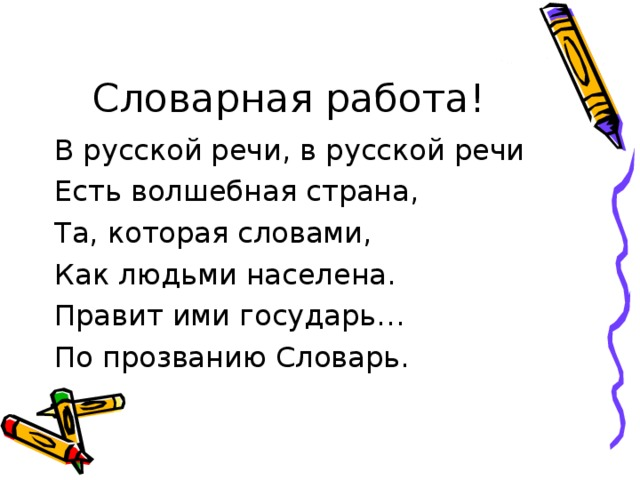 Словарная работа!
В русской речи, в русской речи
Есть волшебная страна,
Та, которая словами,
Как людьми населена.
Правит ими государь…
По прозванию Словарь.